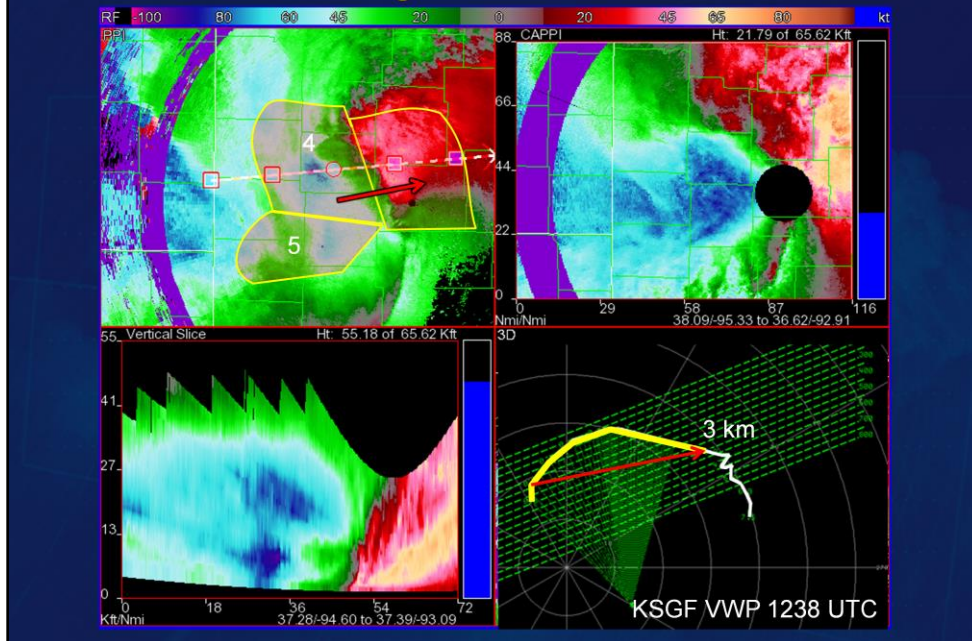 RF -100 80 60 45 20 0 20 45 65 80 kt
PPI
4
5
CAPPI Ht: 21.79 of 65.62 Kft
88
66
44
22
0
0 29 58 87 116
Nmi/Nmi 38.09/-95.33 to 36.62/-92.91
Vertical Slice Ht: 55.18 of 65.62 Kft
55
41
27
13
0
0 18 36 54 72
Kft/Nmi 37.28/-94.60 to 37.39/-93.09
3D
3 km
KSGF VWP 1238 UTC